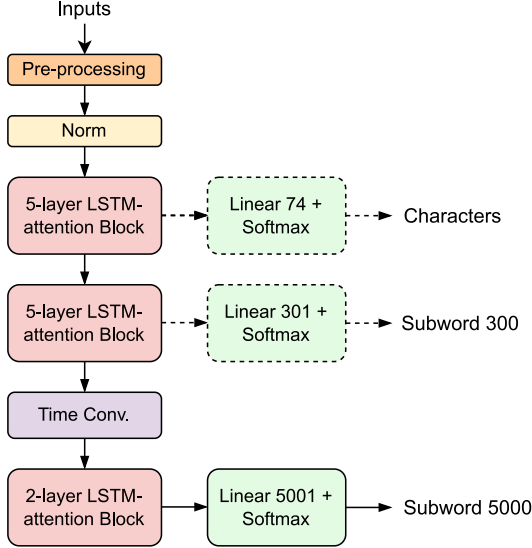 Inputs
Pre-processing
Norm
5-layer LSTM-
attention Block
Linear 74 +
Softmax
Characters
5-layer LSTM-
attention Block
Linear 301 +
Softmax
Subword 300
Time Conv.
2-layer LSTM-
attention Block
Linear 5001 +
Softmax
Subword 5000